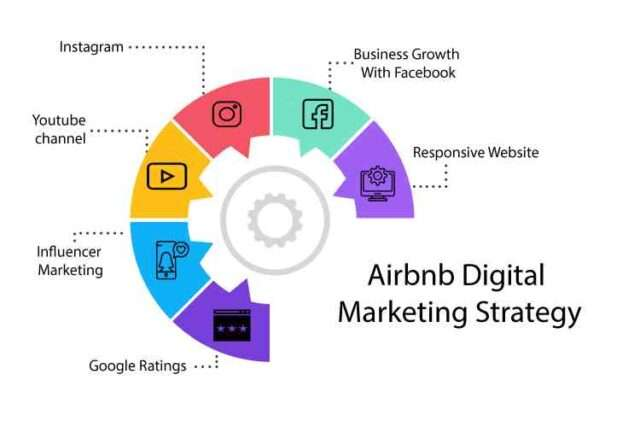 Instagram
Business Growth
With Facebook
Youtube
channel
Responsive Website
Influencer
Marketing
Airbnb Digital
Marketing Strategy
Google Ratings